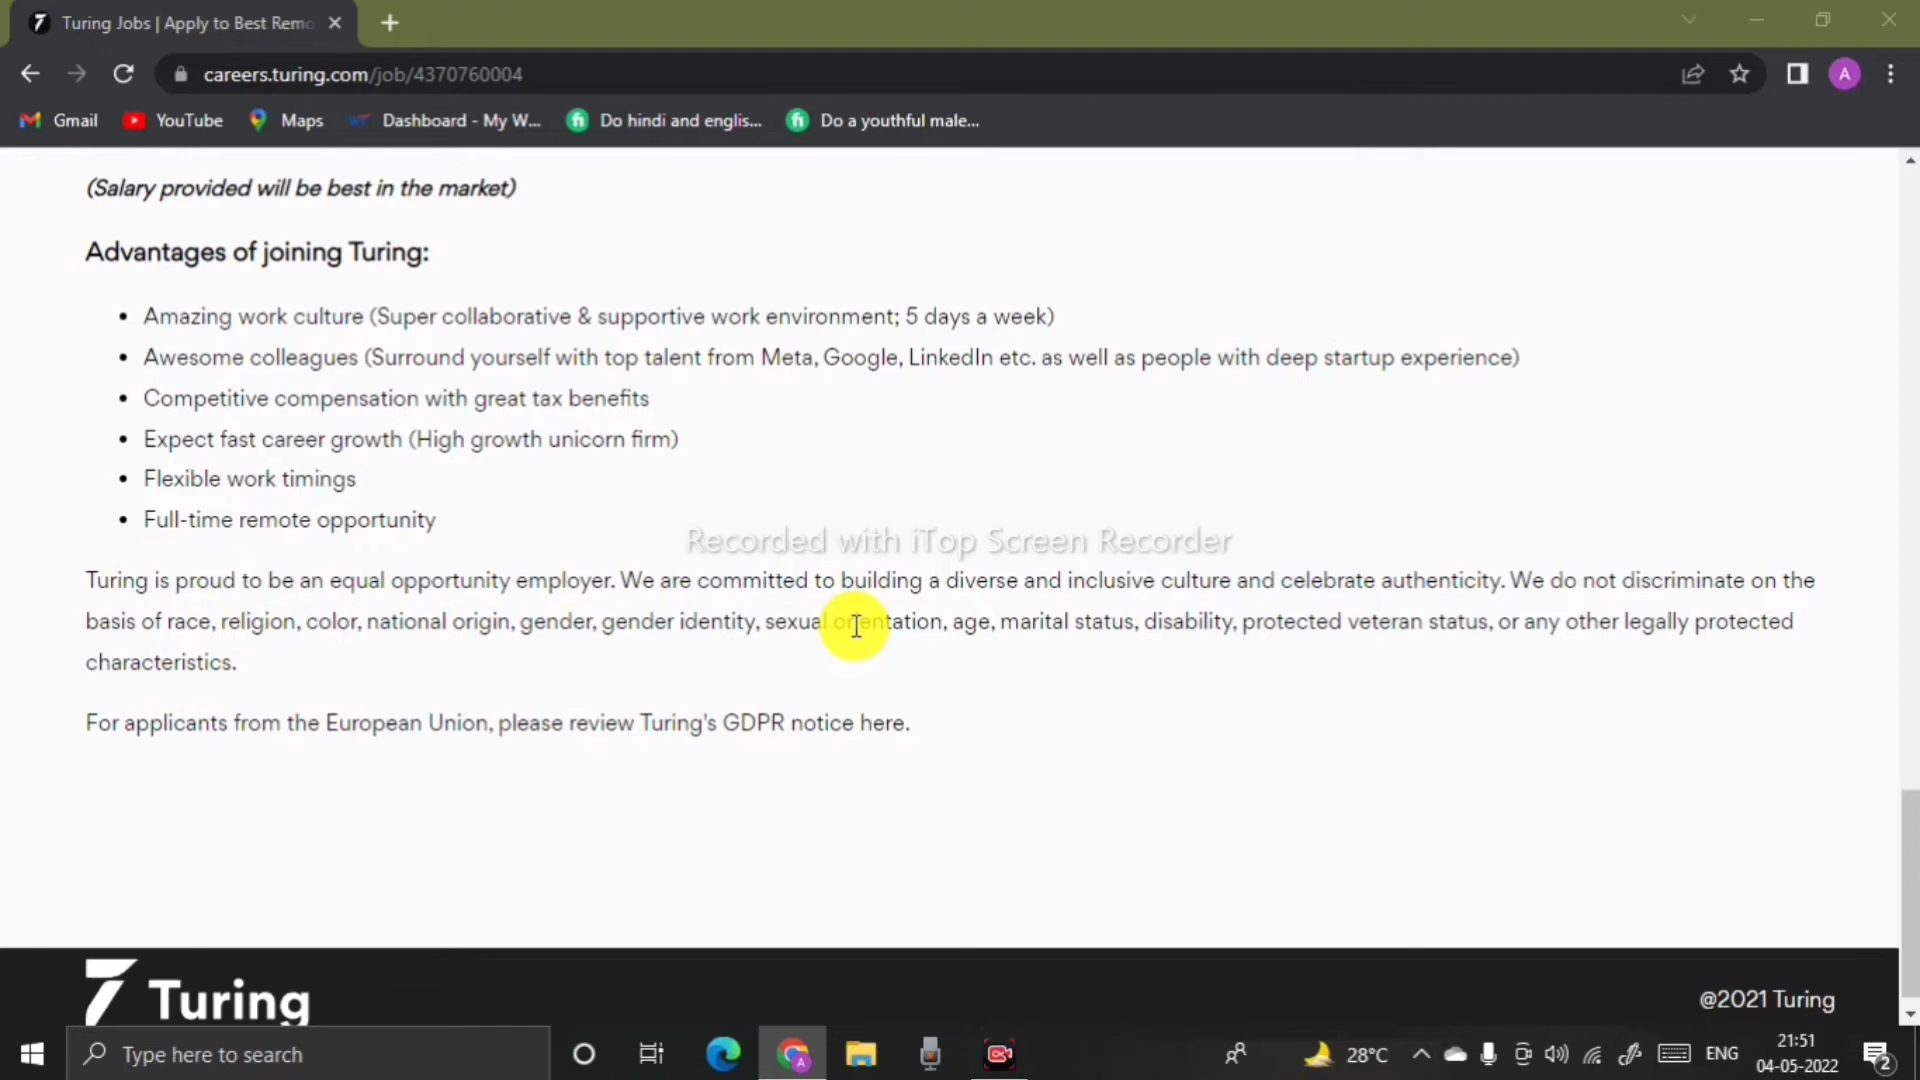 Turing Jobs | Apply to Best Remo
careers.turing.com/job/4370760004
A
Gmail YouTube Maps Dashboard - My W... Do hindi and englis... Do a youthful male...
(Salary provided will be best in the market)
Advantages of joining Turing:
• Amazing work culture (Super collaborative & supportive work environment; 5 days a week)
• Awesome colleagues (Surround yourself with top talent from Meta, Google, LinkedIn etc. as well as people with deep startup experience)
• Competitive compensation with great tax benefits
• Expect fast career growth (High growth unicorn firm)
• Flexible work timings
• Full-time remote opportunity
Recorded with iTop Screen Recorder
Turing is proud to be an equal opportunity employer. We are committed to building a diverse and inclusive culture and celebrate authenticity. We do not discriminate on the
basis of race, religion, color, national origin, gender, gender identity, sexual orientation, age, marital status, disability, protected veteran status, or any other legally protected
characteristics.
For applicants from the European Union, please review Turing's GDPR notice here.
Turing
@2021 Turing
Type here to search
28°C
ENG
21:51
04-05-2022
2